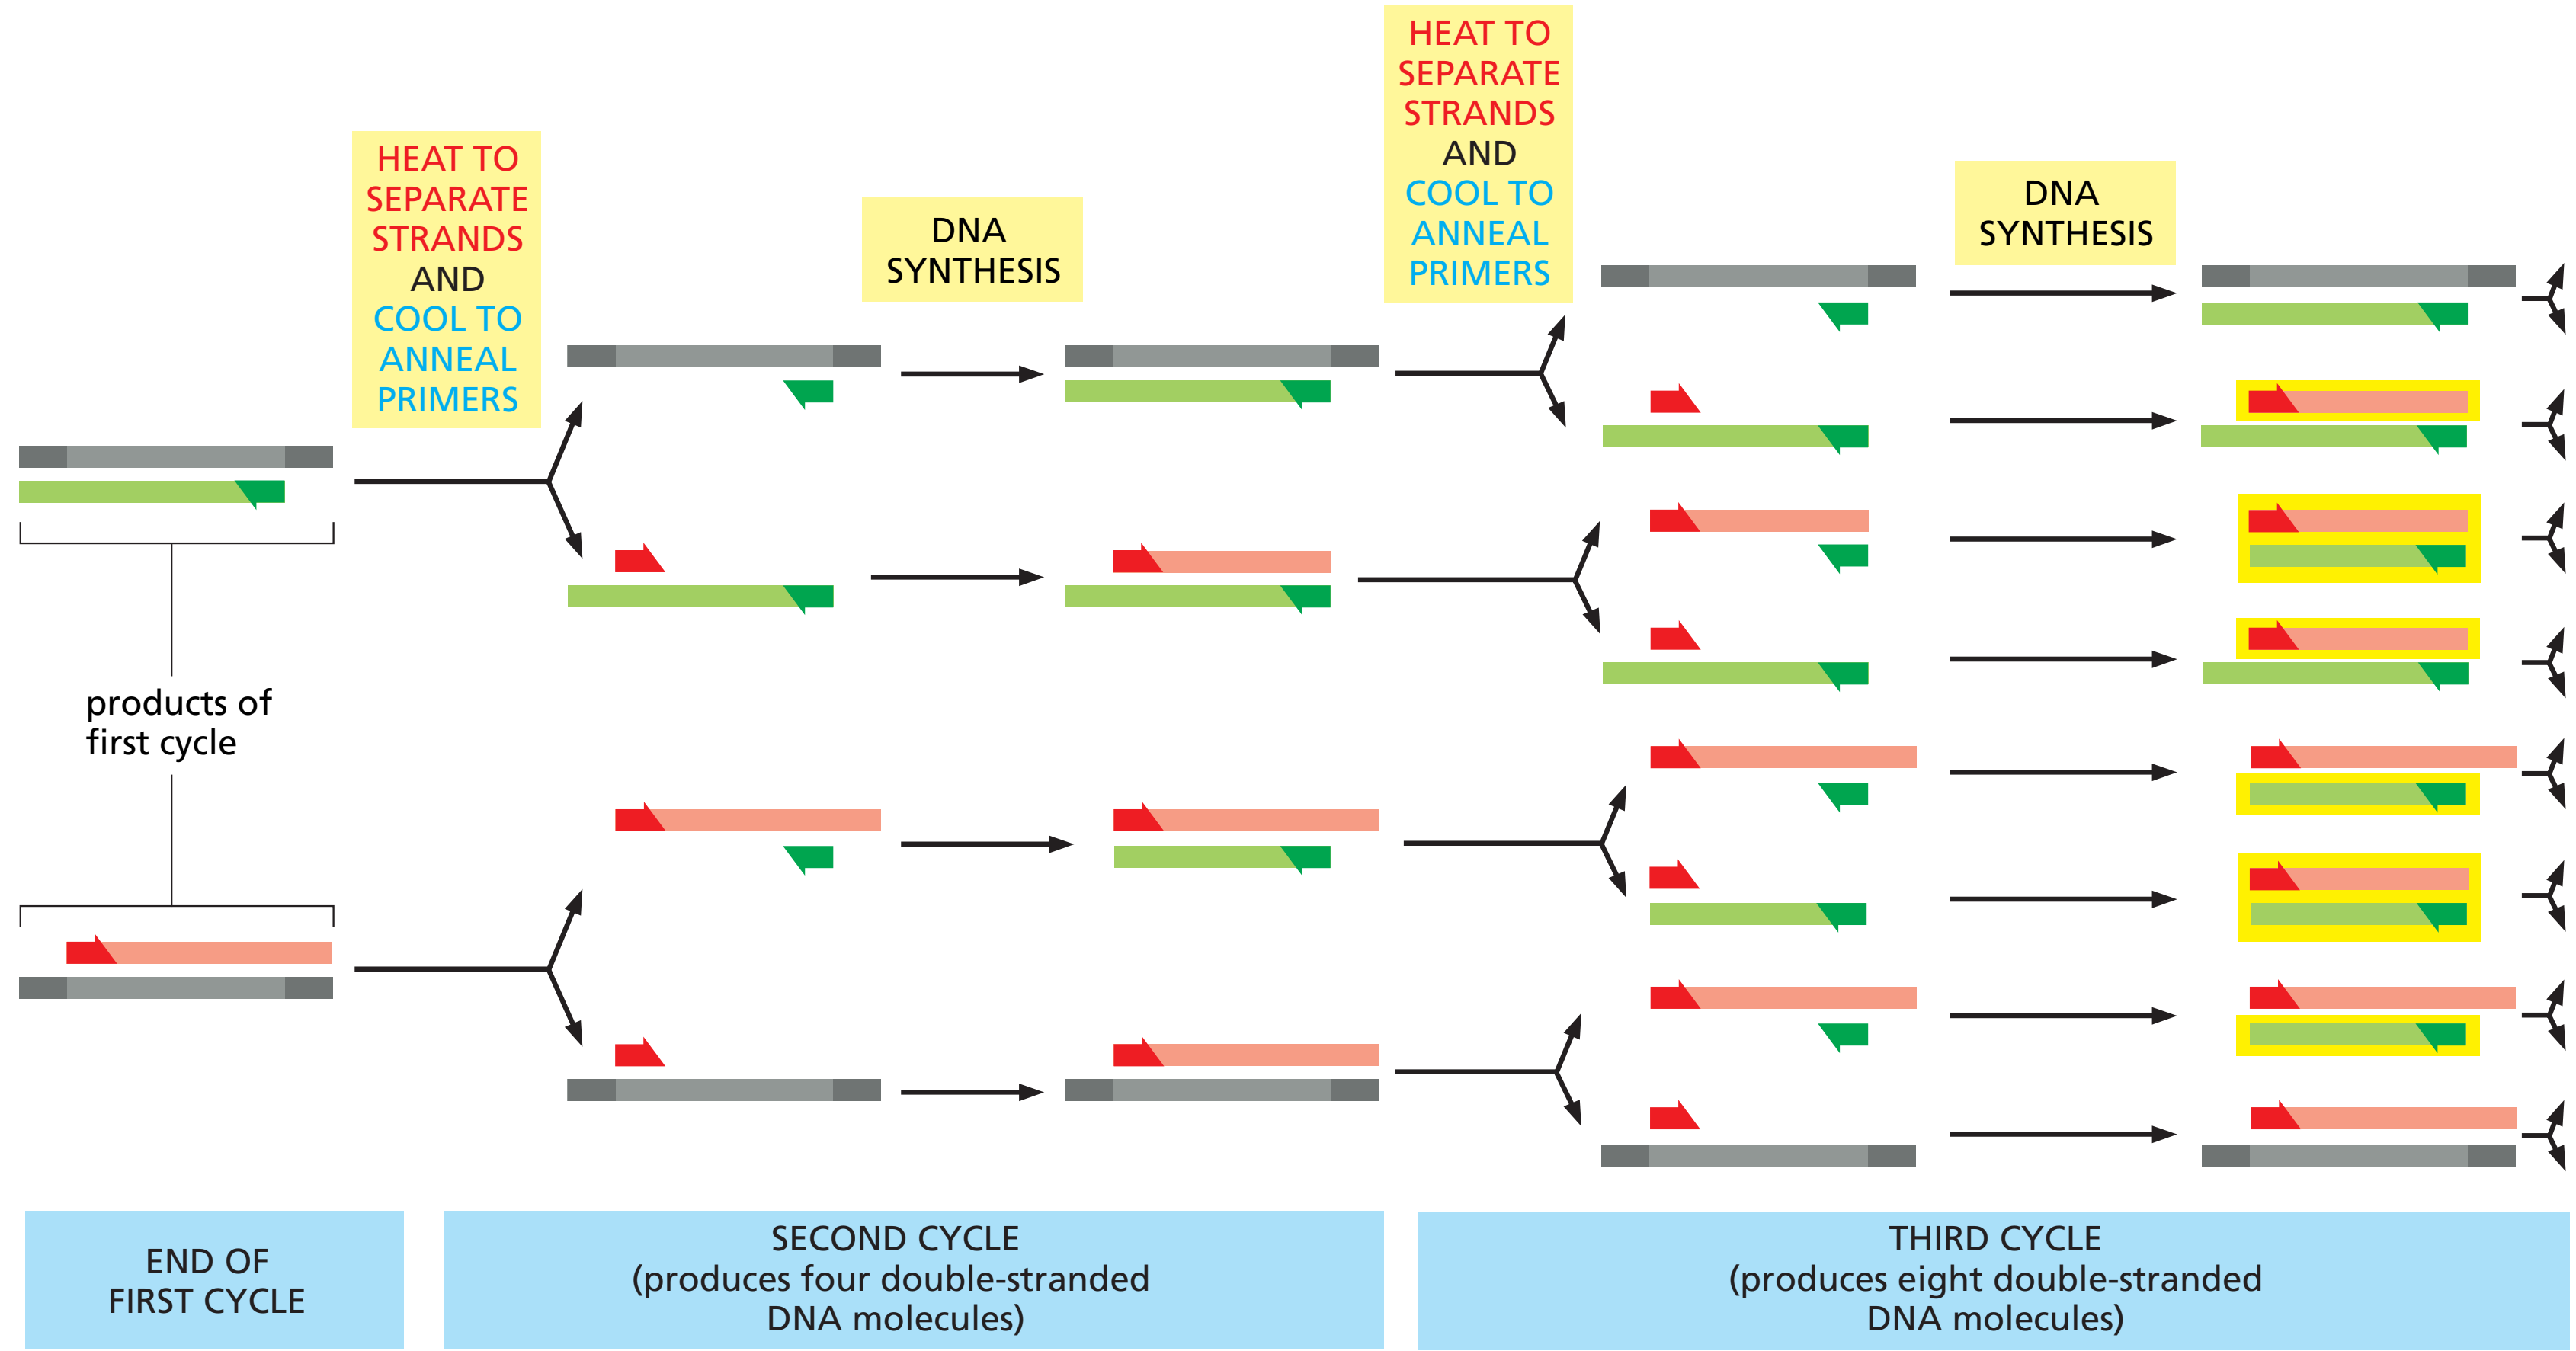 HEAT TO
SEPARATE
STRANDS
AND
COOL TO
ANNEAL
PRIMERS
DNA
SYNTHESIS
HEAT TO
SEPARATE
STRANDS
AND
COOL TO
ANNEAL
PRIMERS
DNA
SYNTHESIS
products of
first cycle
END OF
FIRST CYCLE
SECOND CYCLE
(produces four double-stranded
DNA molecules)
THIRD CYCLE
(produces eight double-stranded
DNA molecules)